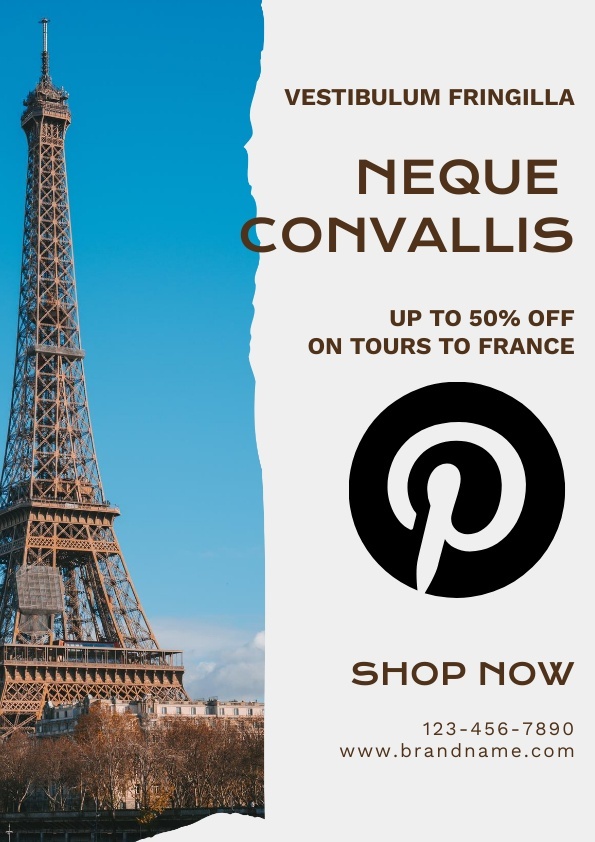 VESTIBULUM FRINGILLA
NEQUE
CONVALLIS
UP TO 50% OFF
ON TOURS TO FRANCE
SHOP NOW
123-456-7890
www.brandname.com